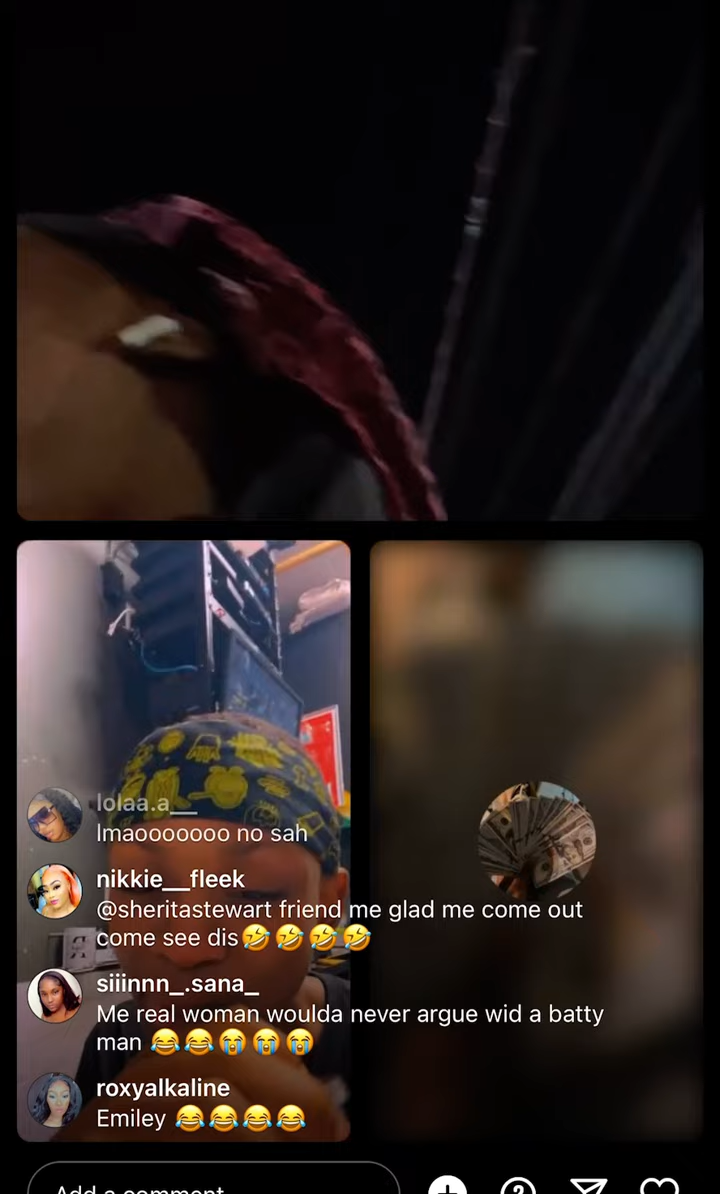 lolaa.a__
lmaooooooo no sah
nikkie__fleek
@sheritastewart friend me glad me come out
come see dis🤣🤣🤣🤣
siiinnn_.sana_
Me real woman woulda never argue wid a batty
man 😂😂😭😭😭
roxyalkaline
Emiley 😂😂😂😂
Add a comment